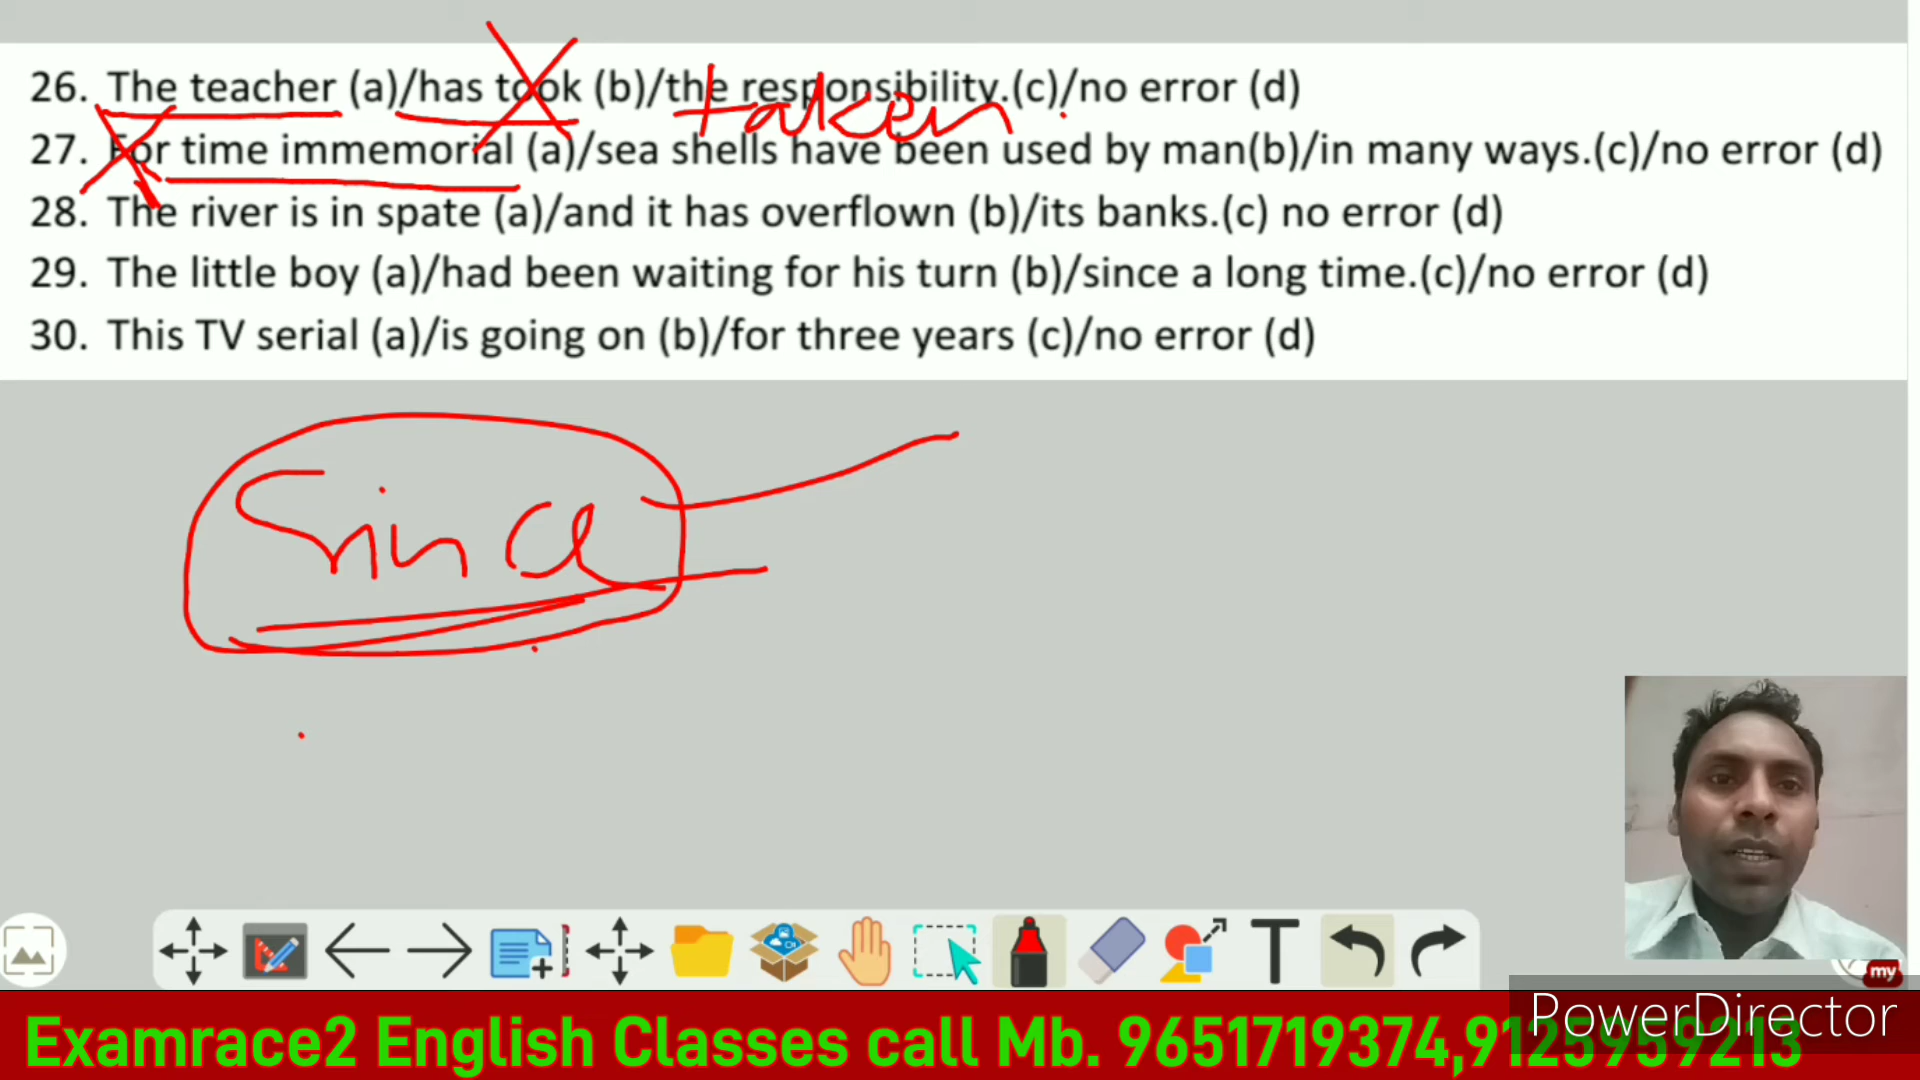 26. The teacher (a)/has took (b)/the responsibility.(c)/no error (d)
taken
27. For time immemorial (a)/sea shells have been used by man(b)/in many ways.(c)/no error (d)
28. The river is in spate (a)/and it has overflown (b)/its banks.(c) no error (d)
29. The little boy (a)/had been waiting for his turn (b)/since a long time.(c)/no error (d)
30. This TV serial (a)/is going on (b)/for three years (c)/no error (d)
Since
T
my
PowerDirector
Examrace2 English Classes call Mb. 9651719374,9125959213